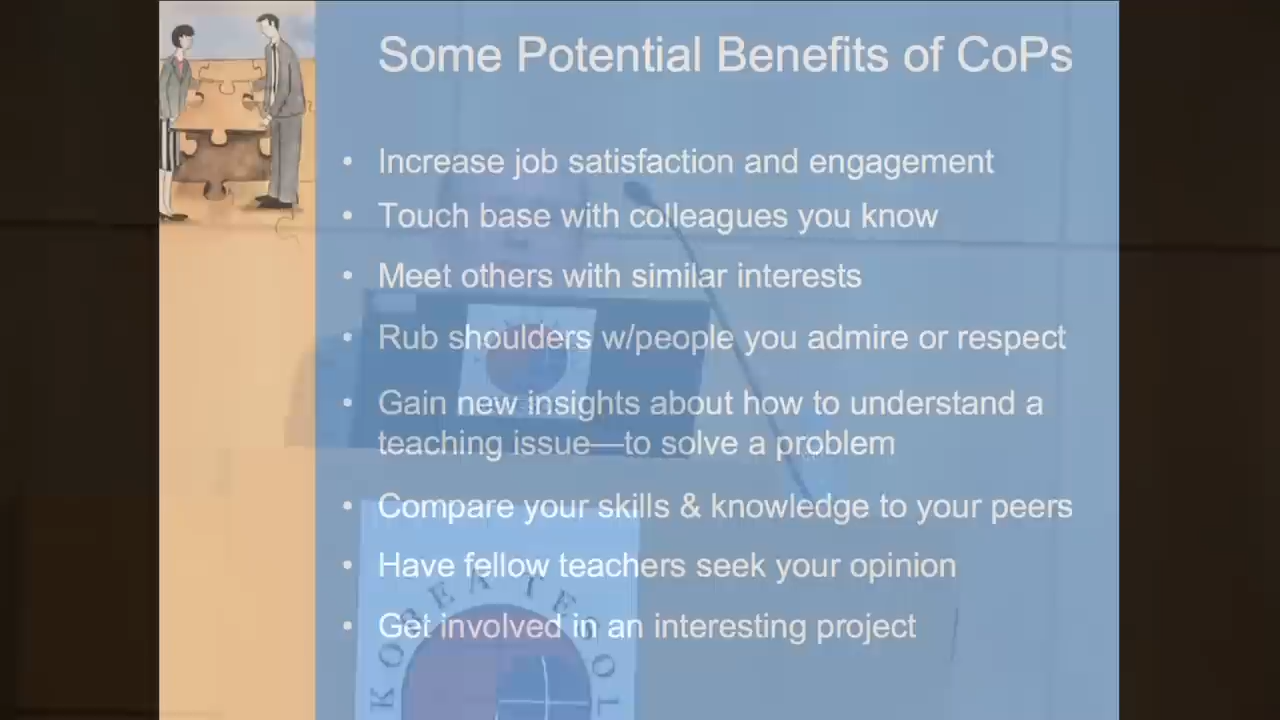 Some Potential Benefits of CoPs
• Increase job satisfaction and engagement
• Touch base with colleagues you know
• Meet others with similar interests
• Rub shoulders w/people you admire or respect
• Gain new insights about how to understand a
teaching issue—to solve a problem
• Compare your skills & knowledge to your peers
• Have fellow teachers seek your opinion
• Get involved in an interesting project
KOREA TESOL